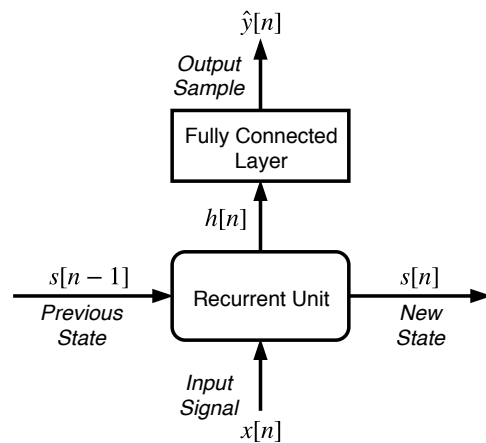 ŷ[n]
Output
Sample
Fully Connected
Layer
h[n]
s[n − 1]
Previous
State
Recurrent Unit
s[n]
New
State
Input
Signal
x[n]